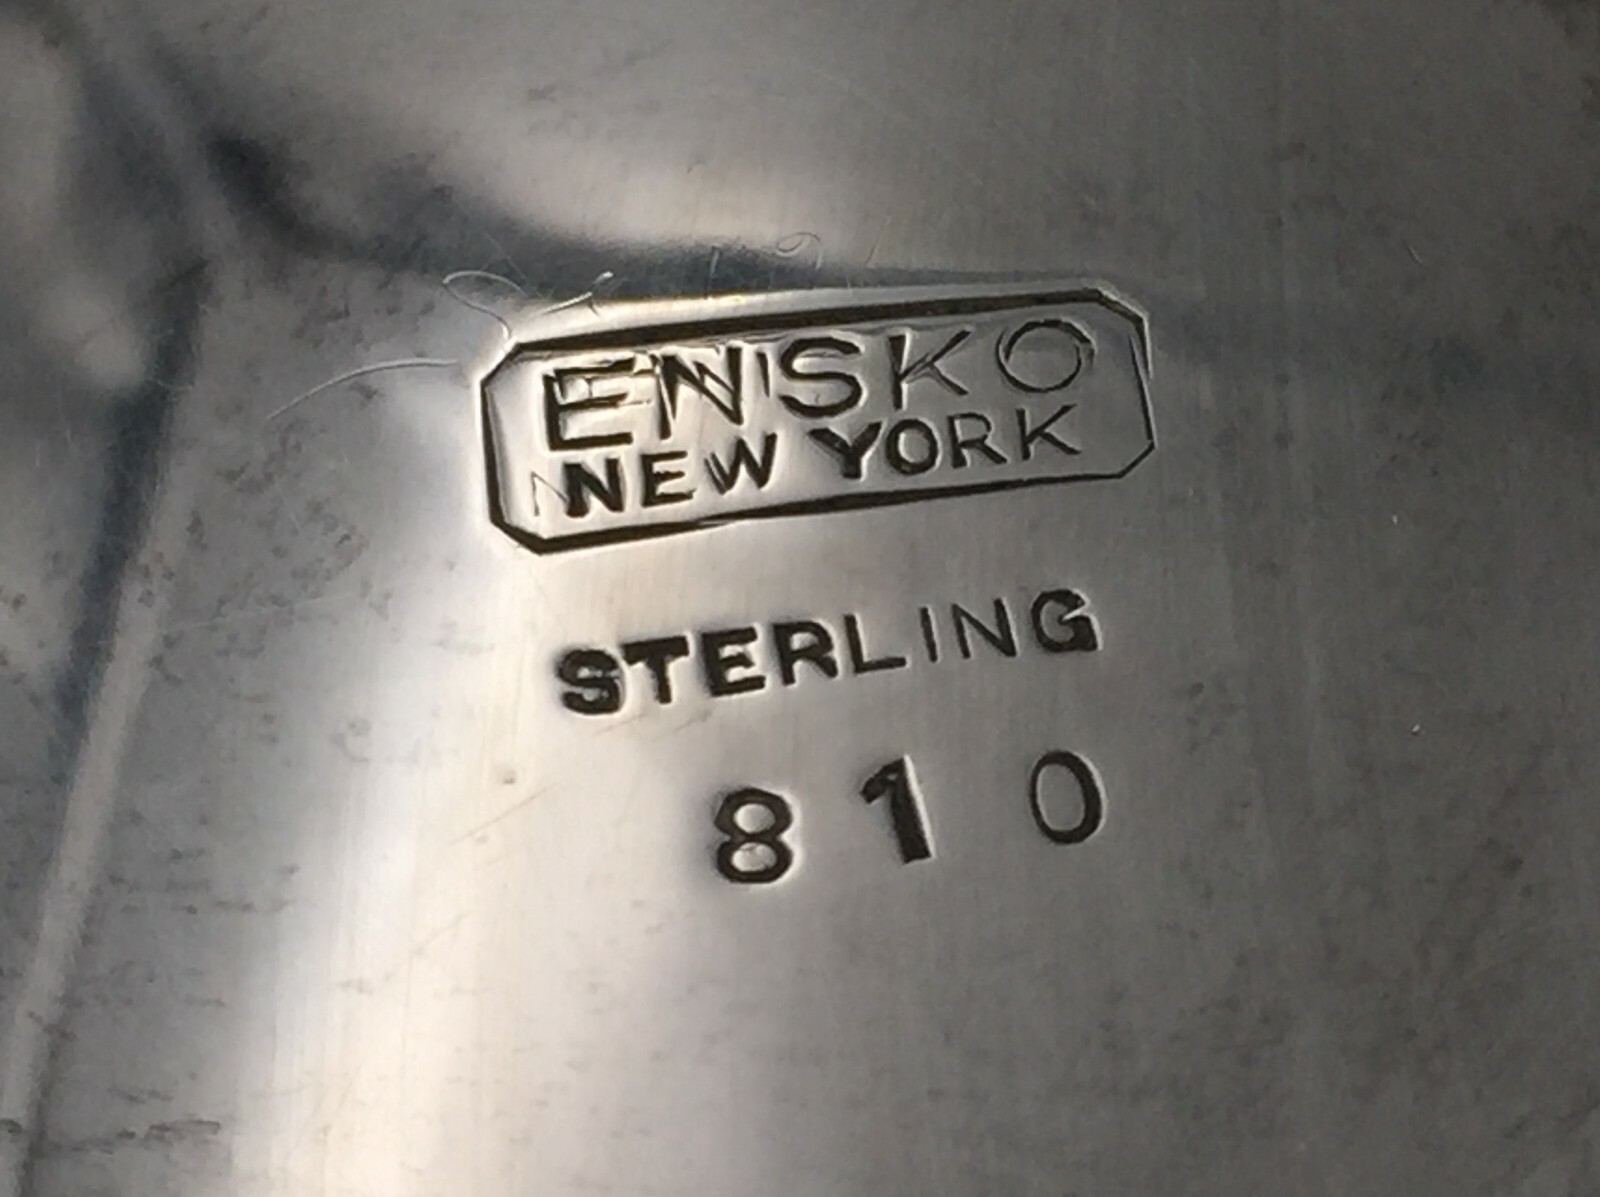 ENSKO
NEW YORK
STERLING
810